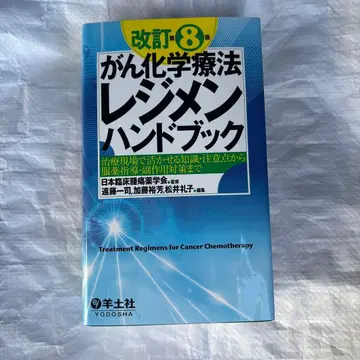 改訂第8版
がん化学療法
レジメン
ハンドブック
治療現場で活かせる知識・注意点から
服薬指導・副作用対策まで
日本臨床腫瘍薬学会●監修
遠藤一司,加藤裕芳,松井礼子●編集
Treatment Regimens for Cancer Chemotherapy
羊土社
YODOSHA